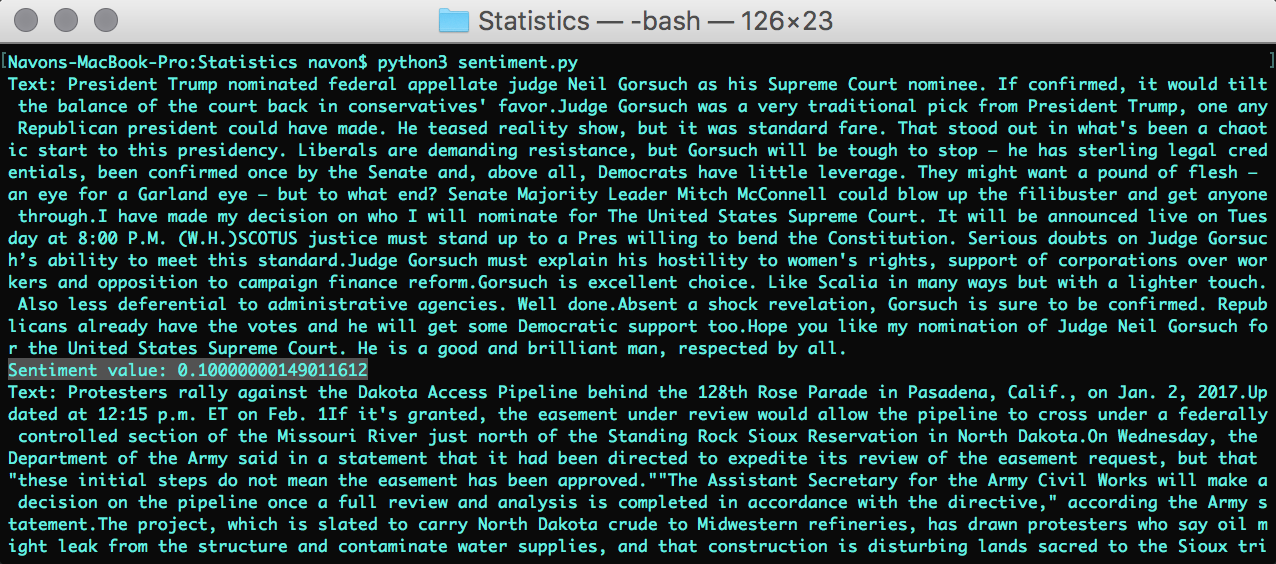 Statistics — -bash — 126×23
[Navons-MacBook-Pro:Statistics navon$ python3 sentiment.py ]
Text: President Trump nominated federal appellate judge Neil Gorsuch as his Supreme Court nominee. If confirmed, it would tilt
the balance of the court back in conservatives' favor.Judge Gorsuch was a very traditional pick from President Trump, one any
Republican president could have made. He teased reality show, but it was standard fare. That stood out in what's been a chaot
ic start to this presidency. Liberals are demanding resistance, but Gorsuch will be tough to stop — he has sterling legal cred
entials, been confirmed once by the Senate and, above all, Democrats have little leverage. They might want a pound of flesh —
an eye for a Garland eye — but to what end? Senate Majority Leader Mitch McConnell could blow up the filibuster and get anyone
through.I have made my decision on who I will nominate for The United States Supreme Court. It will be announced live on Tues
day at 8:00 P.M. (W.H.)SCOTUS justice must stand up to a Pres willing to bend the Constitution. Serious doubts on Judge Gorsuc
h’s ability to meet this standard.Judge Gorsuch must explain his hostility to women's rights, support of corporations over wor
kers and opposition to campaign finance reform.Gorsuch is excellent choice. Like Scalia in many ways but with a lighter touch.
Also less deferential to administrative agencies. Well done.Absent a shock revelation, Gorsuch is sure to be confirmed. Repub
licans already have the votes and he will get some Democratic support too.Hope you like my nomination of Judge Neil Gorsuch fo
r the United States Supreme Court. He is a good and brilliant man, respected by all.
Sentiment value: 0.10000000149011612
Text: Protesters rally against the Dakota Access Pipeline behind the 128th Rose Parade in Pasadena, Calif., on Jan. 2, 2017.Up
dated at 12:15 p.m. ET on Feb. 1If it's granted, the easement under review would allow the pipeline to cross under a federally
controlled section of the Missouri River just north of the Standing Rock Sioux Reservation in North Dakota.On Wednesday, the
Department of the Army said in a statement that it had been directed to expedite its review of the easement request, but that
"these initial steps do not mean the easement has been approved.""The Assistant Secretary for the Army Civil Works will make a
decision on the pipeline once a full review and analysis is completed in accordance with the directive," according the Army s
tatement.The project, which is slated to carry North Dakota crude to Midwestern refineries, has drawn protesters who say oil m
ight leak from the structure and contaminate water supplies, and that construction is disturbing lands sacred to the Sioux tri